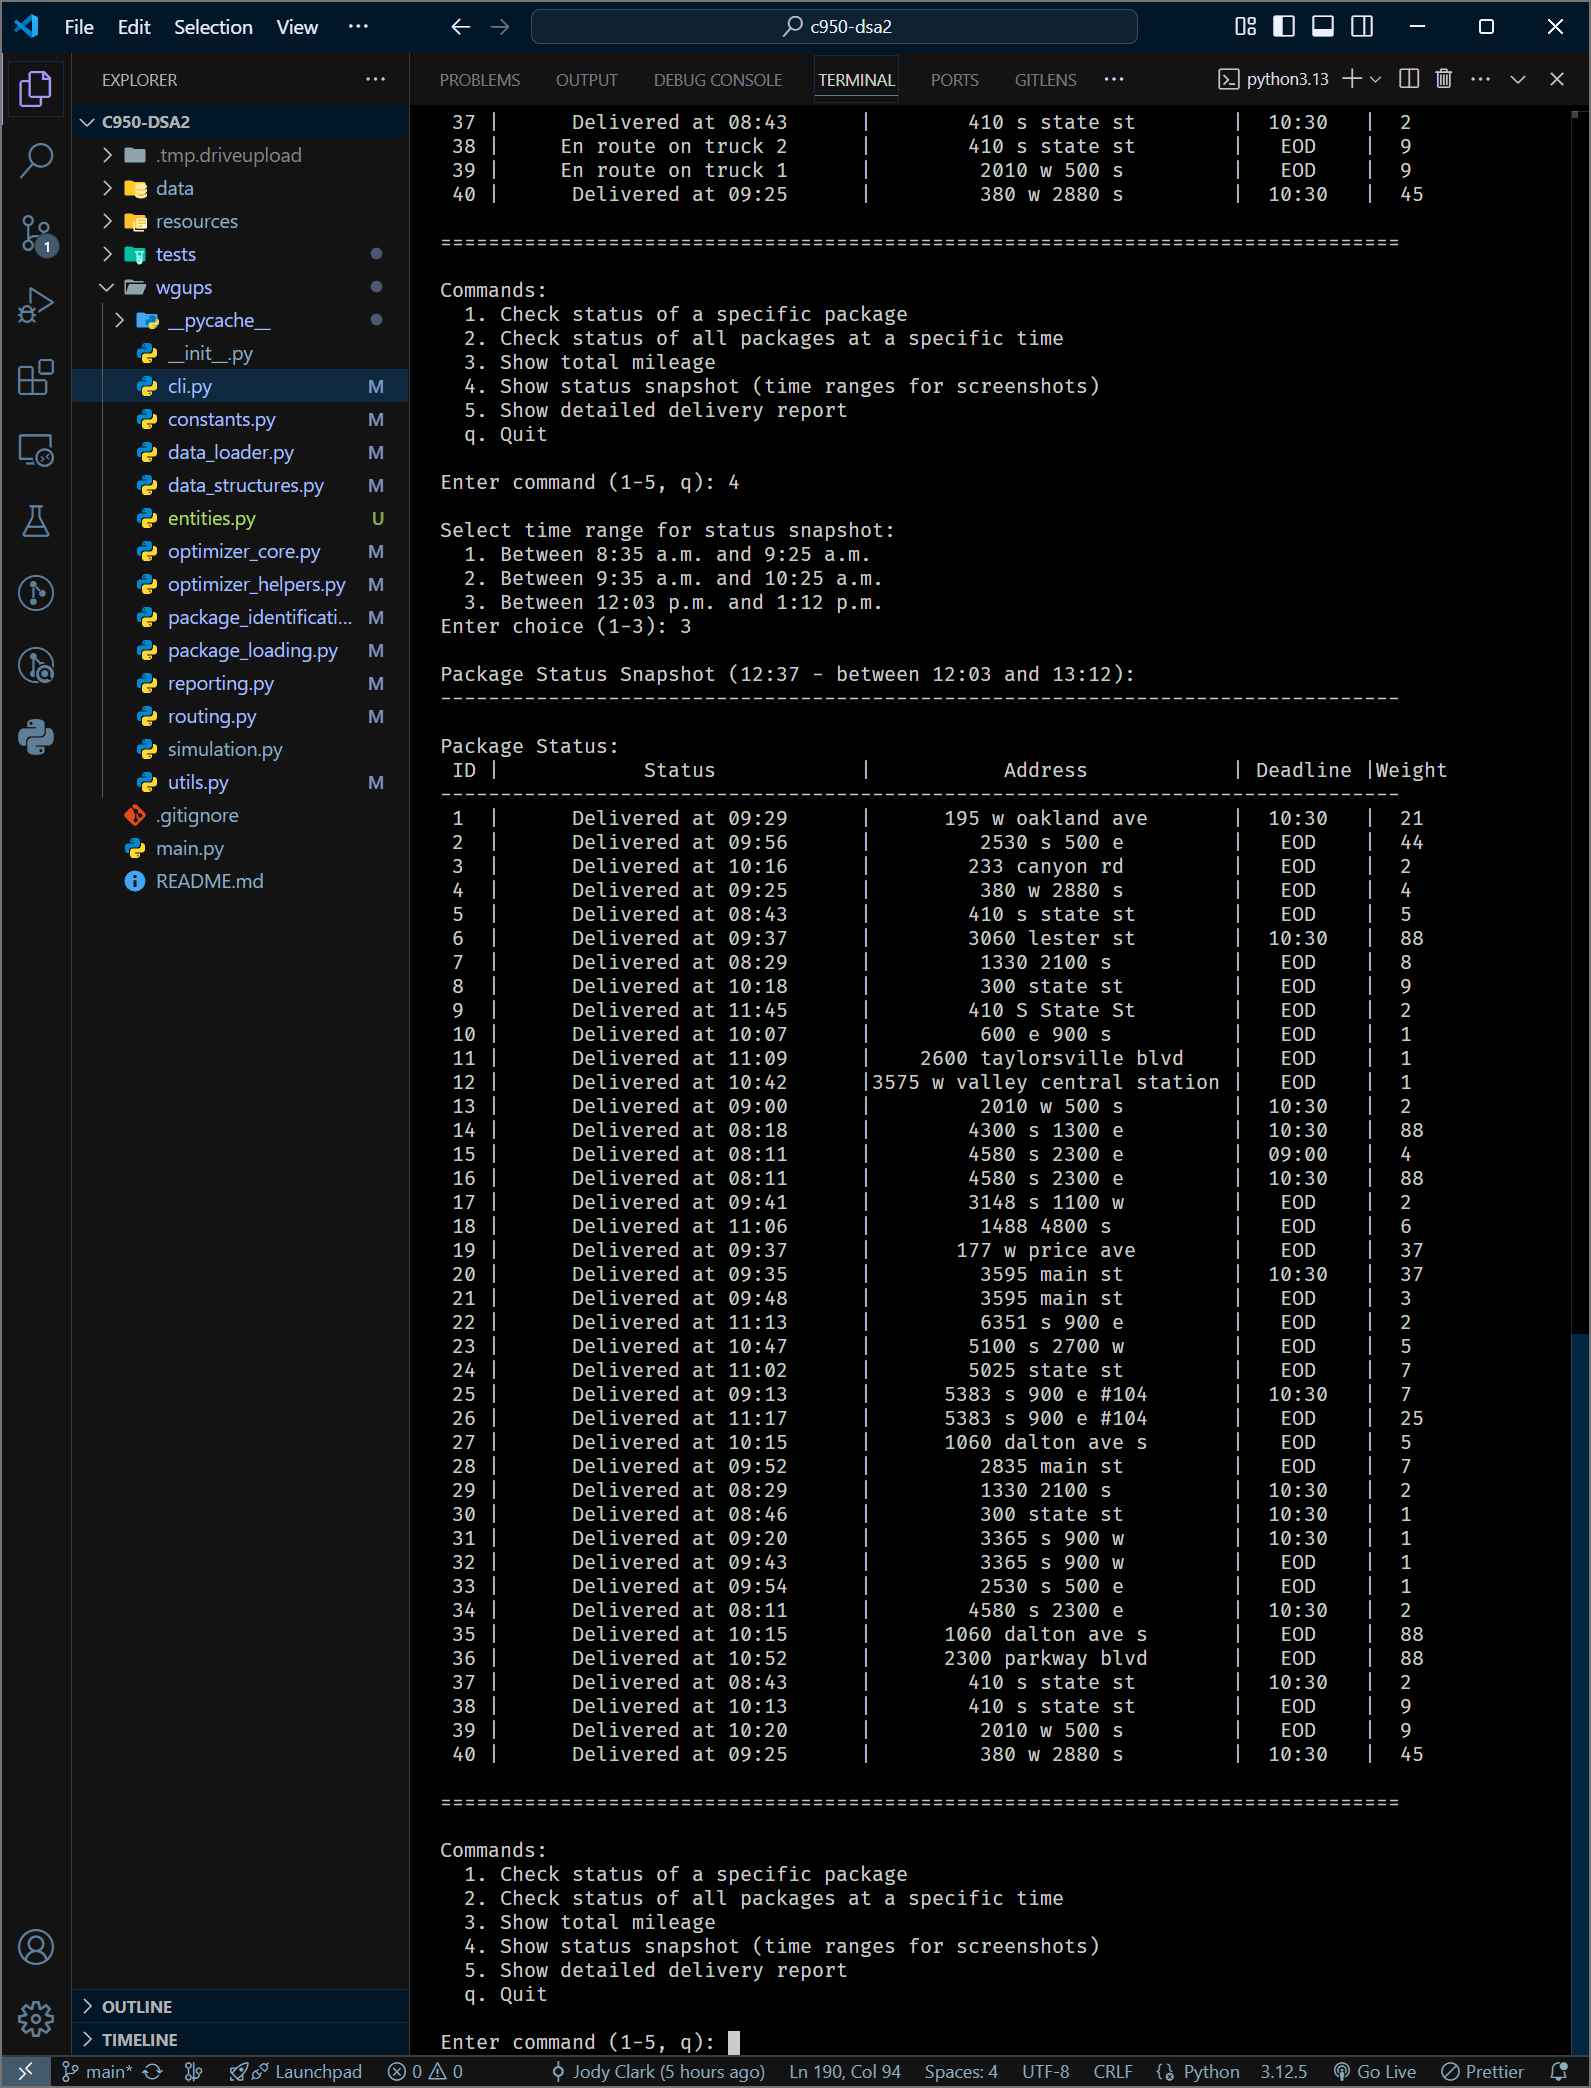 File Edit Selection View ··· c950-dsa2
EXPLORER ···
C950-DSA2
.tmp.driveupload
data
resources
tests
wgups
__pycache__
__init__.py
cli.py M
constants.py M
data_loader.py M
data_structures.py M
entities.py U
optimizer_core.py M
optimizer_helpers.py M
package_identificati... M
package_loading.py M
reporting.py M
routing.py M
simulation.py
utils.py M
.gitignore
main.py
README.md
OUTLINE
TIMELINE
1
PROBLEMS OUTPUT DEBUG CONSOLE TERMINAL PORTS GITLENS ··· python3.13
37 | Delivered at 08:43 | 410 s state st | 10:30 | 2
38 | En route on truck 2 | 410 s state st | EOD | 9
39 | En route on truck 1 | 2010 w 500 s | EOD | 9
40 | Delivered at 09:25 | 380 w 2880 s | 10:30 | 45
================================================================================
Commands:
1. Check status of a specific package
2. Check status of all packages at a specific time
3. Show total mileage
4. Show status snapshot (time ranges for screenshots)
5. Show detailed delivery report
q. Quit
Enter command (1-5, q): 4
Select time range for status snapshot:
1. Between 8:35 a.m. and 9:25 a.m.
2. Between 9:35 a.m. and 10:25 a.m.
3. Between 12:03 p.m. and 1:12 p.m.
Enter choice (1-3): 3
Package Status Snapshot (12:37 - between 12:03 and 13:12):
--------------------------------------------------------------------------------
Package Status:
ID | Status | Address | Deadline |Weight
--------------------------------------------------------------------------------
1 | Delivered at 09:29 | 195 w oakland ave | 10:30 | 21
2 | Delivered at 09:56 | 2530 s 500 e | EOD | 44
3 | Delivered at 10:16 | 233 canyon rd | EOD | 2
4 | Delivered at 09:25 | 380 w 2880 s | EOD | 4
5 | Delivered at 08:43 | 410 s state st | EOD | 5
6 | Delivered at 09:37 | 3060 lester st | 10:30 | 88
7 | Delivered at 08:29 | 1330 2100 s | EOD | 8
8 | Delivered at 10:18 | 300 state st | EOD | 9
9 | Delivered at 11:45 | 410 S State St | EOD | 2
10 | Delivered at 10:07 | 600 e 900 s | EOD | 1
11 | Delivered at 11:09 | 2600 taylorsville blvd | EOD | 1
12 | Delivered at 10:42 |3575 w valley central station | EOD | 1
13 | Delivered at 09:00 | 2010 w 500 s | 10:30 | 2
14 | Delivered at 08:18 | 4300 s 1300 e | 10:30 | 88
15 | Delivered at 08:11 | 4580 s 2300 e | 09:00 | 4
16 | Delivered at 08:11 | 4580 s 2300 e | 10:30 | 88
17 | Delivered at 09:41 | 3148 s 1100 w | EOD | 2
18 | Delivered at 11:06 | 1488 4800 s | EOD | 6
19 | Delivered at 09:37 | 177 w price ave | EOD | 37
20 | Delivered at 09:35 | 3595 main st | 10:30 | 37
21 | Delivered at 09:48 | 3595 main st | EOD | 3
22 | Delivered at 11:13 | 6351 s 900 e | EOD | 2
23 | Delivered at 10:47 | 5100 s 2700 w | EOD | 5
24 | Delivered at 11:02 | 5025 state st | EOD | 7
25 | Delivered at 09:13 | 5383 s 900 e #104 | 10:30 | 7
26 | Delivered at 11:17 | 5383 s 900 e #104 | EOD | 25
27 | Delivered at 10:15 | 1060 dalton ave s | EOD | 5
28 | Delivered at 09:52 | 2835 main st | EOD | 7
29 | Delivered at 08:29 | 1330 2100 s | 10:30 | 2
30 | Delivered at 08:46 | 300 state st | 10:30 | 1
31 | Delivered at 09:20 | 3365 s 900 w | 10:30 | 1
32 | Delivered at 09:43 | 3365 s 900 w | EOD | 1
33 | Delivered at 09:54 | 2530 s 500 e | EOD | 1
34 | Delivered at 08:11 | 4580 s 2300 e | 10:30 | 2
35 | Delivered at 10:15 | 1060 dalton ave s | EOD | 88
36 | Delivered at 10:52 | 2300 parkway blvd | EOD | 88
37 | Delivered at 08:43 | 410 s state st | 10:30 | 2
38 | Delivered at 10:13 | 410 s state st | EOD | 9
39 | Delivered at 10:20 | 2010 w 500 s | EOD | 9
40 | Delivered at 09:25 | 380 w 2880 s | 10:30 | 45
================================================================================
Commands:
1. Check status of a specific package
2. Check status of all packages at a specific time
3. Show total mileage
4. Show status snapshot (time ranges for screenshots)
5. Show detailed delivery report
q. Quit
Enter command (1-5, q):
main* Launchpad 0 0 Jody Clark (5 hours ago) Ln 190, Col 94 Spaces: 4 UTF-8 CRLF Python 3.12.5 Go Live Prettier